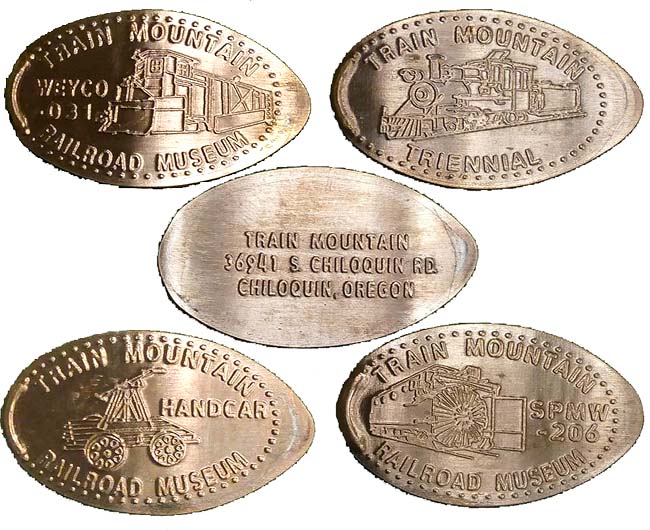 TRAIN MOUNTAIN
WEYCO
031
RAILROAD MUSEUM
TRAIN MOUNTAIN
TRIENNIAL
TRAIN MOUNTAIN
36941 S. CHILOQUIN RD.
CHILOQUIN, OREGON
TRAIN MOUNTAIN
HANDCAR
RAILROAD MUSEUM
TRAIN MOUNTAIN
SPMW
-206
RAILROAD MUSEUM